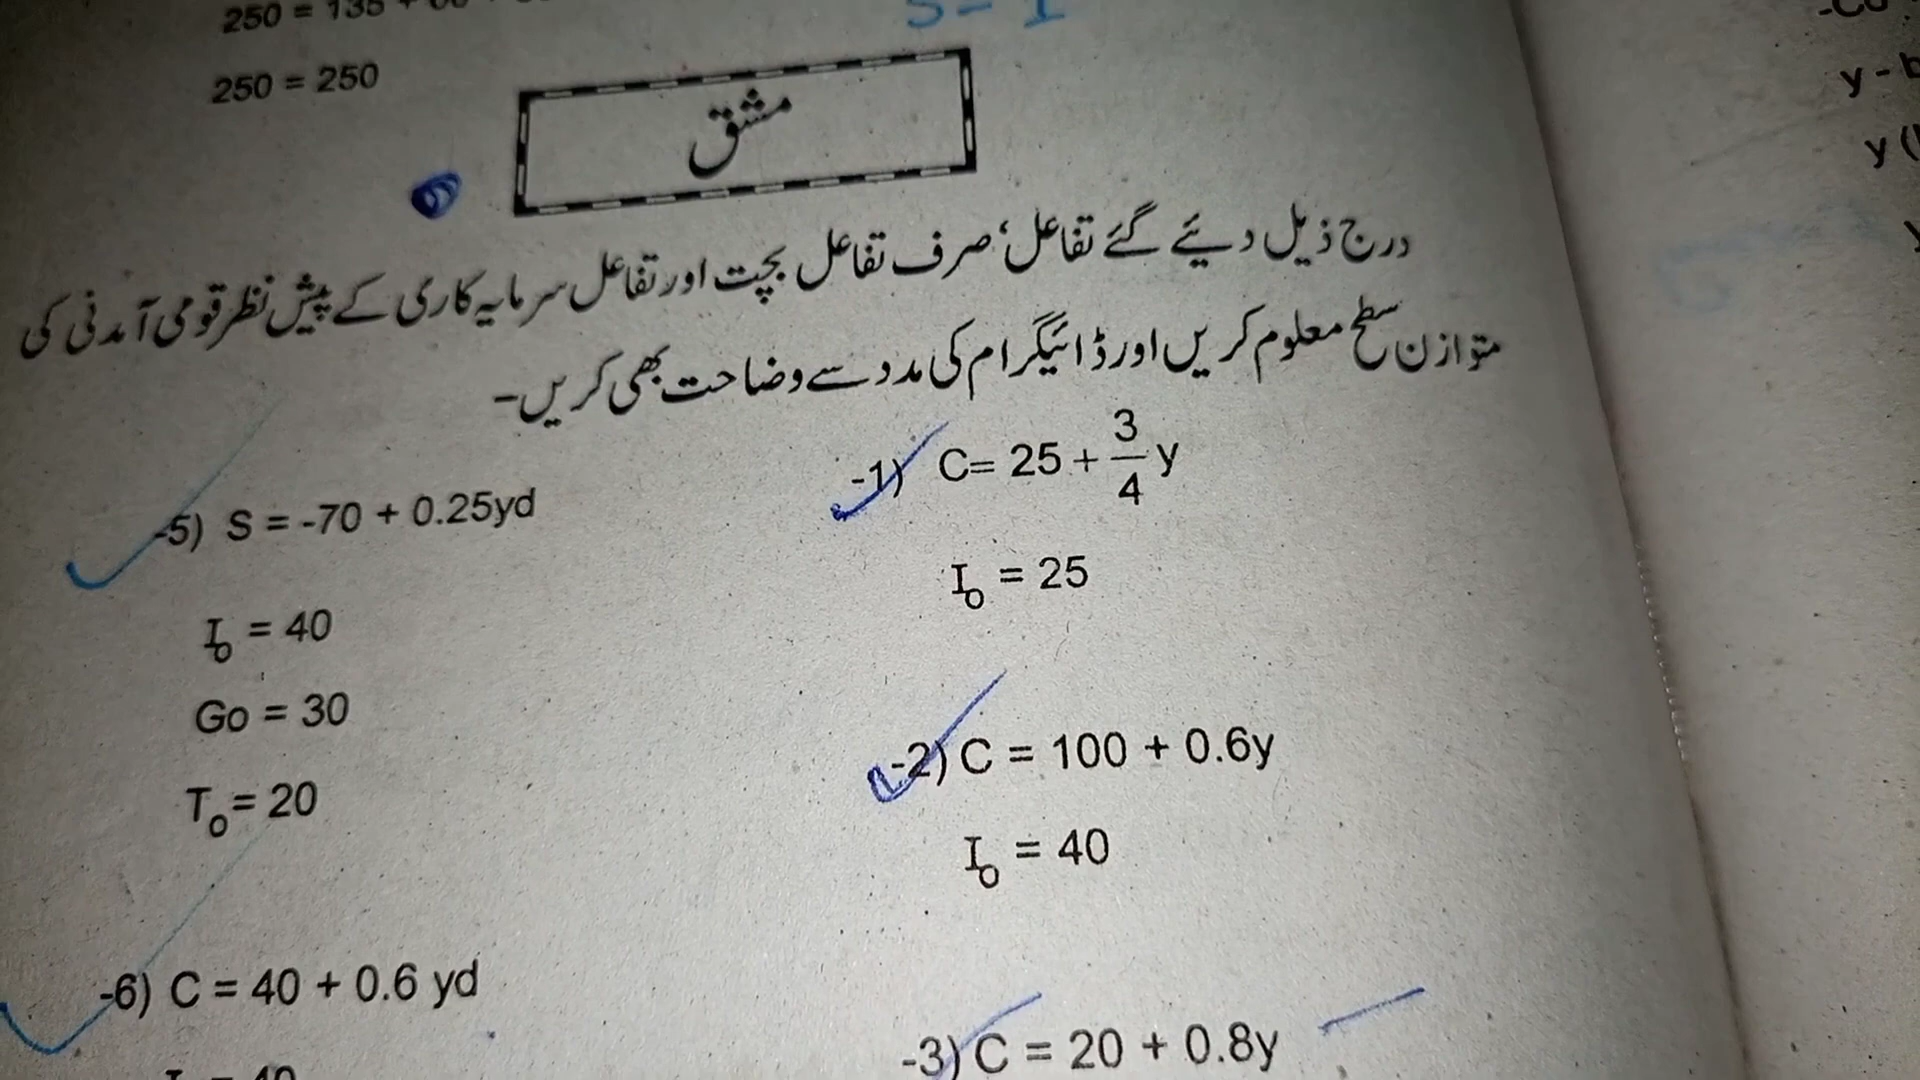 250 = 250
S = I
مشق
درج ذیل دیئے گئے تفاعل، صرف تفاعل بچت اور تفاعل سرمایہ کاری کے پیش نظر قومی آمدنی کی
متوازن سطح معلوم کریں اور ڈائیگرام کی مدد سے وضاحت بھی کریں۔
-1) C= 25 + 3/4 y
I₀ = 25
-2) C = 100 + 0.6y
I₀ = 40
-3) C = 20 + 0.8y
-5) S = -70 + 0.25yd
I₀ = 40
Go = 30
T₀ = 20
-6) C = 40 + 0.6 yd